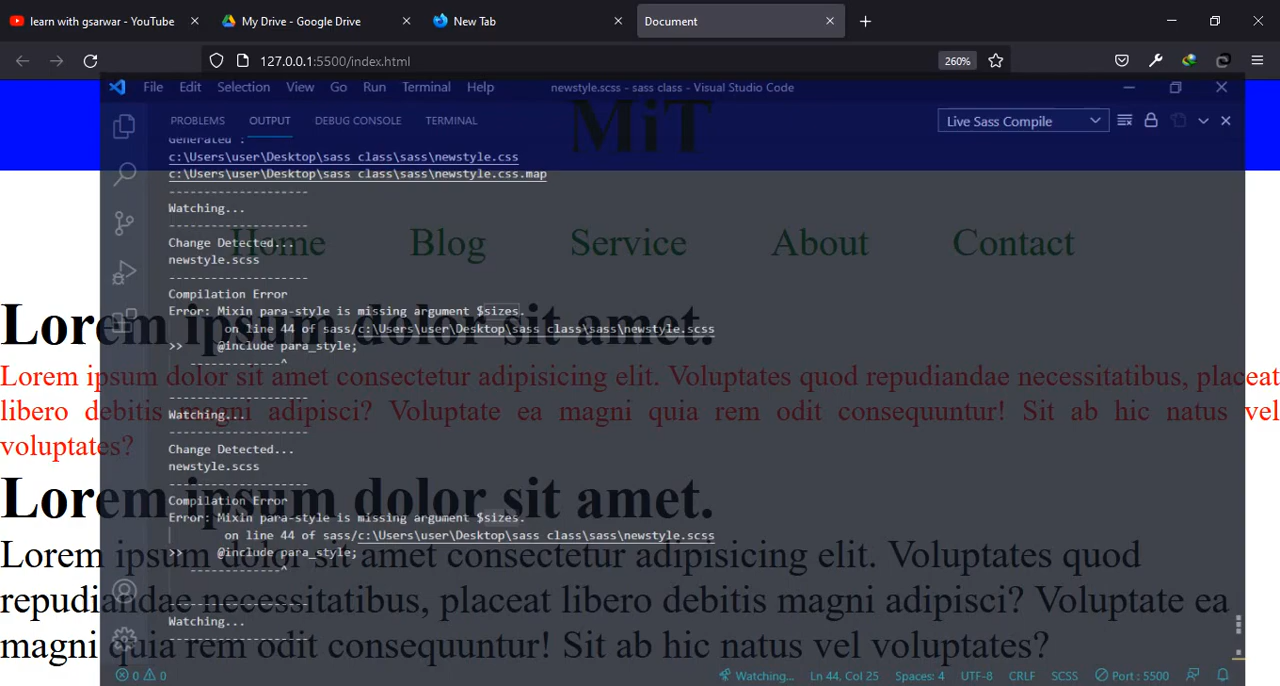 learn with gsarwar - YouTube
My Drive - Google Drive
New Tab
Document
127.0.0.1:5500/index.html
260%
File Edit Selection View Go Run Terminal Help
newstyle.scss - sass class - Visual Studio Code
MiT
PROBLEMS OUTPUT DEBUG CONSOLE TERMINAL
Live Sass Compile
Generated :
c:\Users\user\Desktop\sass class\sass\newstyle.css
c:\Users\user\Desktop\sass class\sass\newstyle.css.map
--------------------
Watching...
--------------------
Home Blog Service About Contact
Change Detected...
newstyle.scss
--------------------
Compilation Error
Error: Mixin para-style is missing argument $sizes.
on line 44 of sass/c:\Users\user\Desktop\sass class\sass\newstyle.scss
>> @include para_style;
-------------^
--------------------
Watching...
--------------------
Change Detected...
newstyle.scss
--------------------
Compilation Error
Error: Mixin para-style is missing argument $sizes.
on line 44 of sass/c:\Users\user\Desktop\sass class\sass\newstyle.scss
>> @include para_style;
-------------^
--------------------
Watching...
--------------------
Lorem ipsum dolor sit amet.
Lorem ipsum dolor sit amet consectetur adipisicing elit. Voluptates quod repudiandae necessitatibus, placeat
libero debitis magni adipisci? Voluptate ea magni quia rem odit consequuntur! Sit ab hic natus vel
voluptates?
Lorem ipsum dolor sit amet.
Lorem ipsum dolor sit amet consectetur adipisicing elit. Voluptates quod
repudiandae necessitatibus, placeat libero debitis magni adipisci? Voluptate ea
magni quia rem odit consequuntur! Sit ab hic natus vel voluptates?
0 0
Watching... Ln 44, Col 25 Spaces: 4 UTF-8 CRLF SCSS Port : 5500